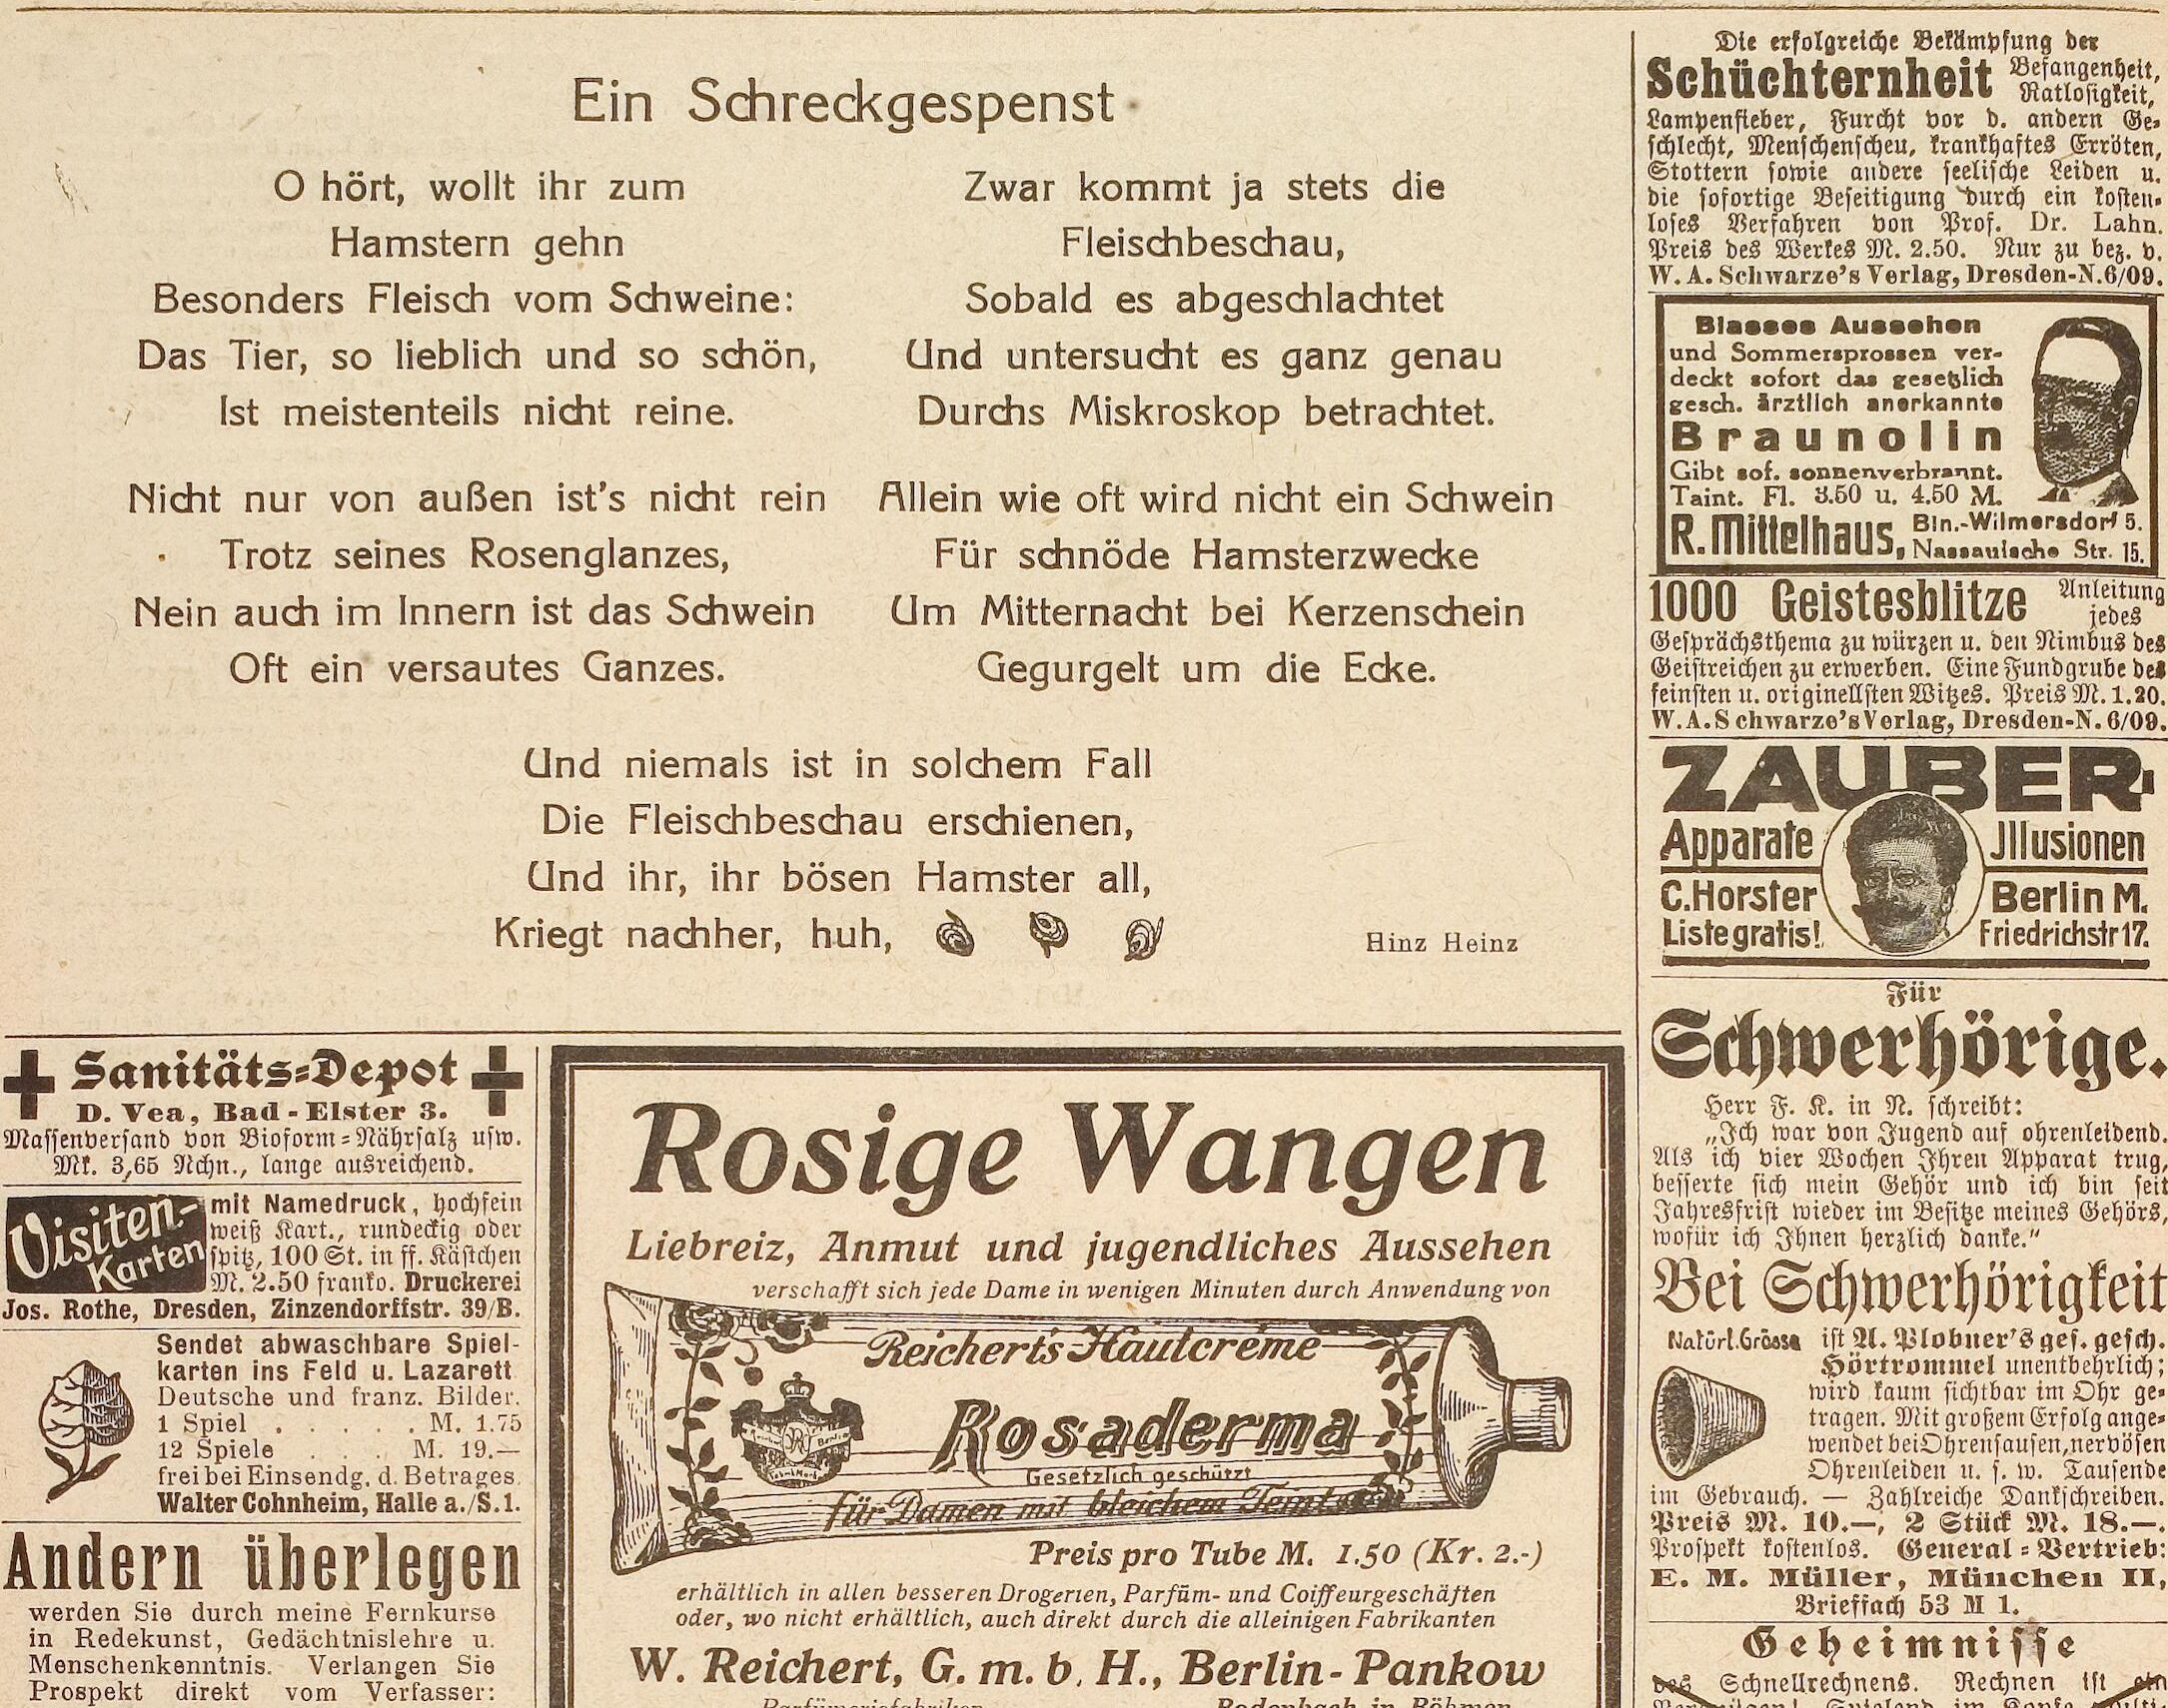 Ein Schreckgespenst
O hört, wollt ihr zum
Hamstern gehn
Besonders Fleisch vom Schweine:
Das Tier, so lieblich und so schön,
Ist meistenteils nicht reine.
Nicht nur von außen ist's nicht rein
Trotz seines Rosenglanzes,
Nein auch im Innern ist das Schwein
Oft ein versautes Ganzes.
Zwar kommt ja stets die
Fleischbeschau,
Sobald es abgeschlachtet
Und untersucht es ganz genau
Durchs Miskroskop betrachtet.
Allein wie oft wird nicht ein Schwein
Für schnöde Hamsterzwecke
Um Mitternacht bei Kerzenschein
Gegurgelt um die Ecke.
Und niemals ist in solchem Fall
Die Fleischbeschau erschienen,
Und ihr, ihr bösen Hamster all,
Kriegt nachher, huh,
Hinz Heinz
Sanitäts=Depot
D. Vea, Bad-Elster 3.
Massenversand von Bioform=Nährsalz usw.
Mk. 3,65 Nchn., lange ausreichend.
Visiten-
Karten
mit Namedruck, hochfein
weiß Kart., rundeckig oder
spitz, 100 St. in ff. Kästchen
M. 2.50 franko. Druckerei
Jos. Rothe, Dresden, Zinzendorffstr. 39/B.
Sendet abwaschbare Spiel-
karten ins Feld u. Lazarett
Deutsche und franz. Bilder.
1 Spiel . . . . . . M. 1.75
12 Spiele . . . . M. 19.—
frei bei Einsendg. d. Betrages.
Walter Cohnheim, Halle a./S.1.
Andern überlegen
werden Sie durch meine Fernkurse
in Redekunst, Gedächtnislehre u.
Menschenkenntnis. Verlangen Sie
Prospekt direkt vom Verfasser:
Rosige Wangen
Liebreiz, Anmut und jugendliches Aussehen
verschafft sich jede Dame in wenigen Minuten durch Anwendung von
Reichert's Hautcrême
Rosaderma
Gesetzlich geschützt
für Damen mit bleichem Teint
Preis pro Tube M. 1.50 (Kr. 2.-)
erhältlich in allen besseren Drogerien, Parfüm- und Coiffeurgeschäften
oder, wo nicht erhältlich, auch direkt durch die alleinigen Fabrikanten
W. Reichert, G. m. b. H., Berlin-Pankow
Parfümeriefabriken Bodenbach in Böhmen
Die erfolgreiche Bekämpfung der
Schüchternheit Befangenheit,
Ratlosigkeit,
Lampenfieber, Furcht vor d. andern Ge=
schlecht, Menschenscheu, krankhaftes Erröten,
Stottern sowie andere seelische Leiden u.
die sofortige Beseitigung durch ein kosten=
loses Verfahren von Prof. Dr. Lahn.
Preis des Werkes M. 2.50. Nur zu bez. v.
W. A. Schwarze's Verlag, Dresden-N.6/09.
Blasses Aussehen
und Sommersprossen ver-
deckt sofort das gesetzlich
gesch. ärztlich anerkannte
Braunolin
Gibt sof. sonnenverbrannt.
Taint. Fl. 3.50 u. 4.50 M.
R. Mittelhaus, Bln.-Wilmersdorf 5.
Nassauische Str. 15.
1000 Geistesblitze Anleitung
jedes
Gesprächsthema zu würzen u. den Nimbus des
Geistreichen zu erwerben. Eine Fundgrube des
feinsten u. originellsten Witzes. Preis M. 1.20.
W. A. Schwarze's Verlag, Dresden-N. 6/09.
ZAUBER-
Apparate Jllusionen
C. Horster Berlin M.
Liste gratis! Friedrichstr 17.
Für
Schwerhörige.
Herr F. K. in N. schreibt:
„Ich war von Jugend auf ohrenleidend.
Als ich vier Wochen Ihren Apparat trug,
besserte sich mein Gehör und ich bin seit
Jahresfrist wieder im Besitze meines Gehörs,
wofür ich Ihnen herzlich danke."
Bei Schwerhörigkeit
Natürl. Grösse ist A. Plobner's ges. gesch.
Hörtrommel unentbehrlich;
wird kaum sichtbar im Ohr ge=
tragen. Mit großem Erfolg ange=
wendet bei Ohrensausen, nervösen
Ohrenleiden u. s. w. Tausende
im Gebrauch. — Zahlreiche Dankschreiben.
Preis M. 10.—, 2 Stück M. 18.—.
Prospekt kostenlos. General=Vertrieb:
E. M. Müller, München II,
Brieffach 53 M 1.
Geheimnisse
des Schnellrechnens. Rechnen ist ein